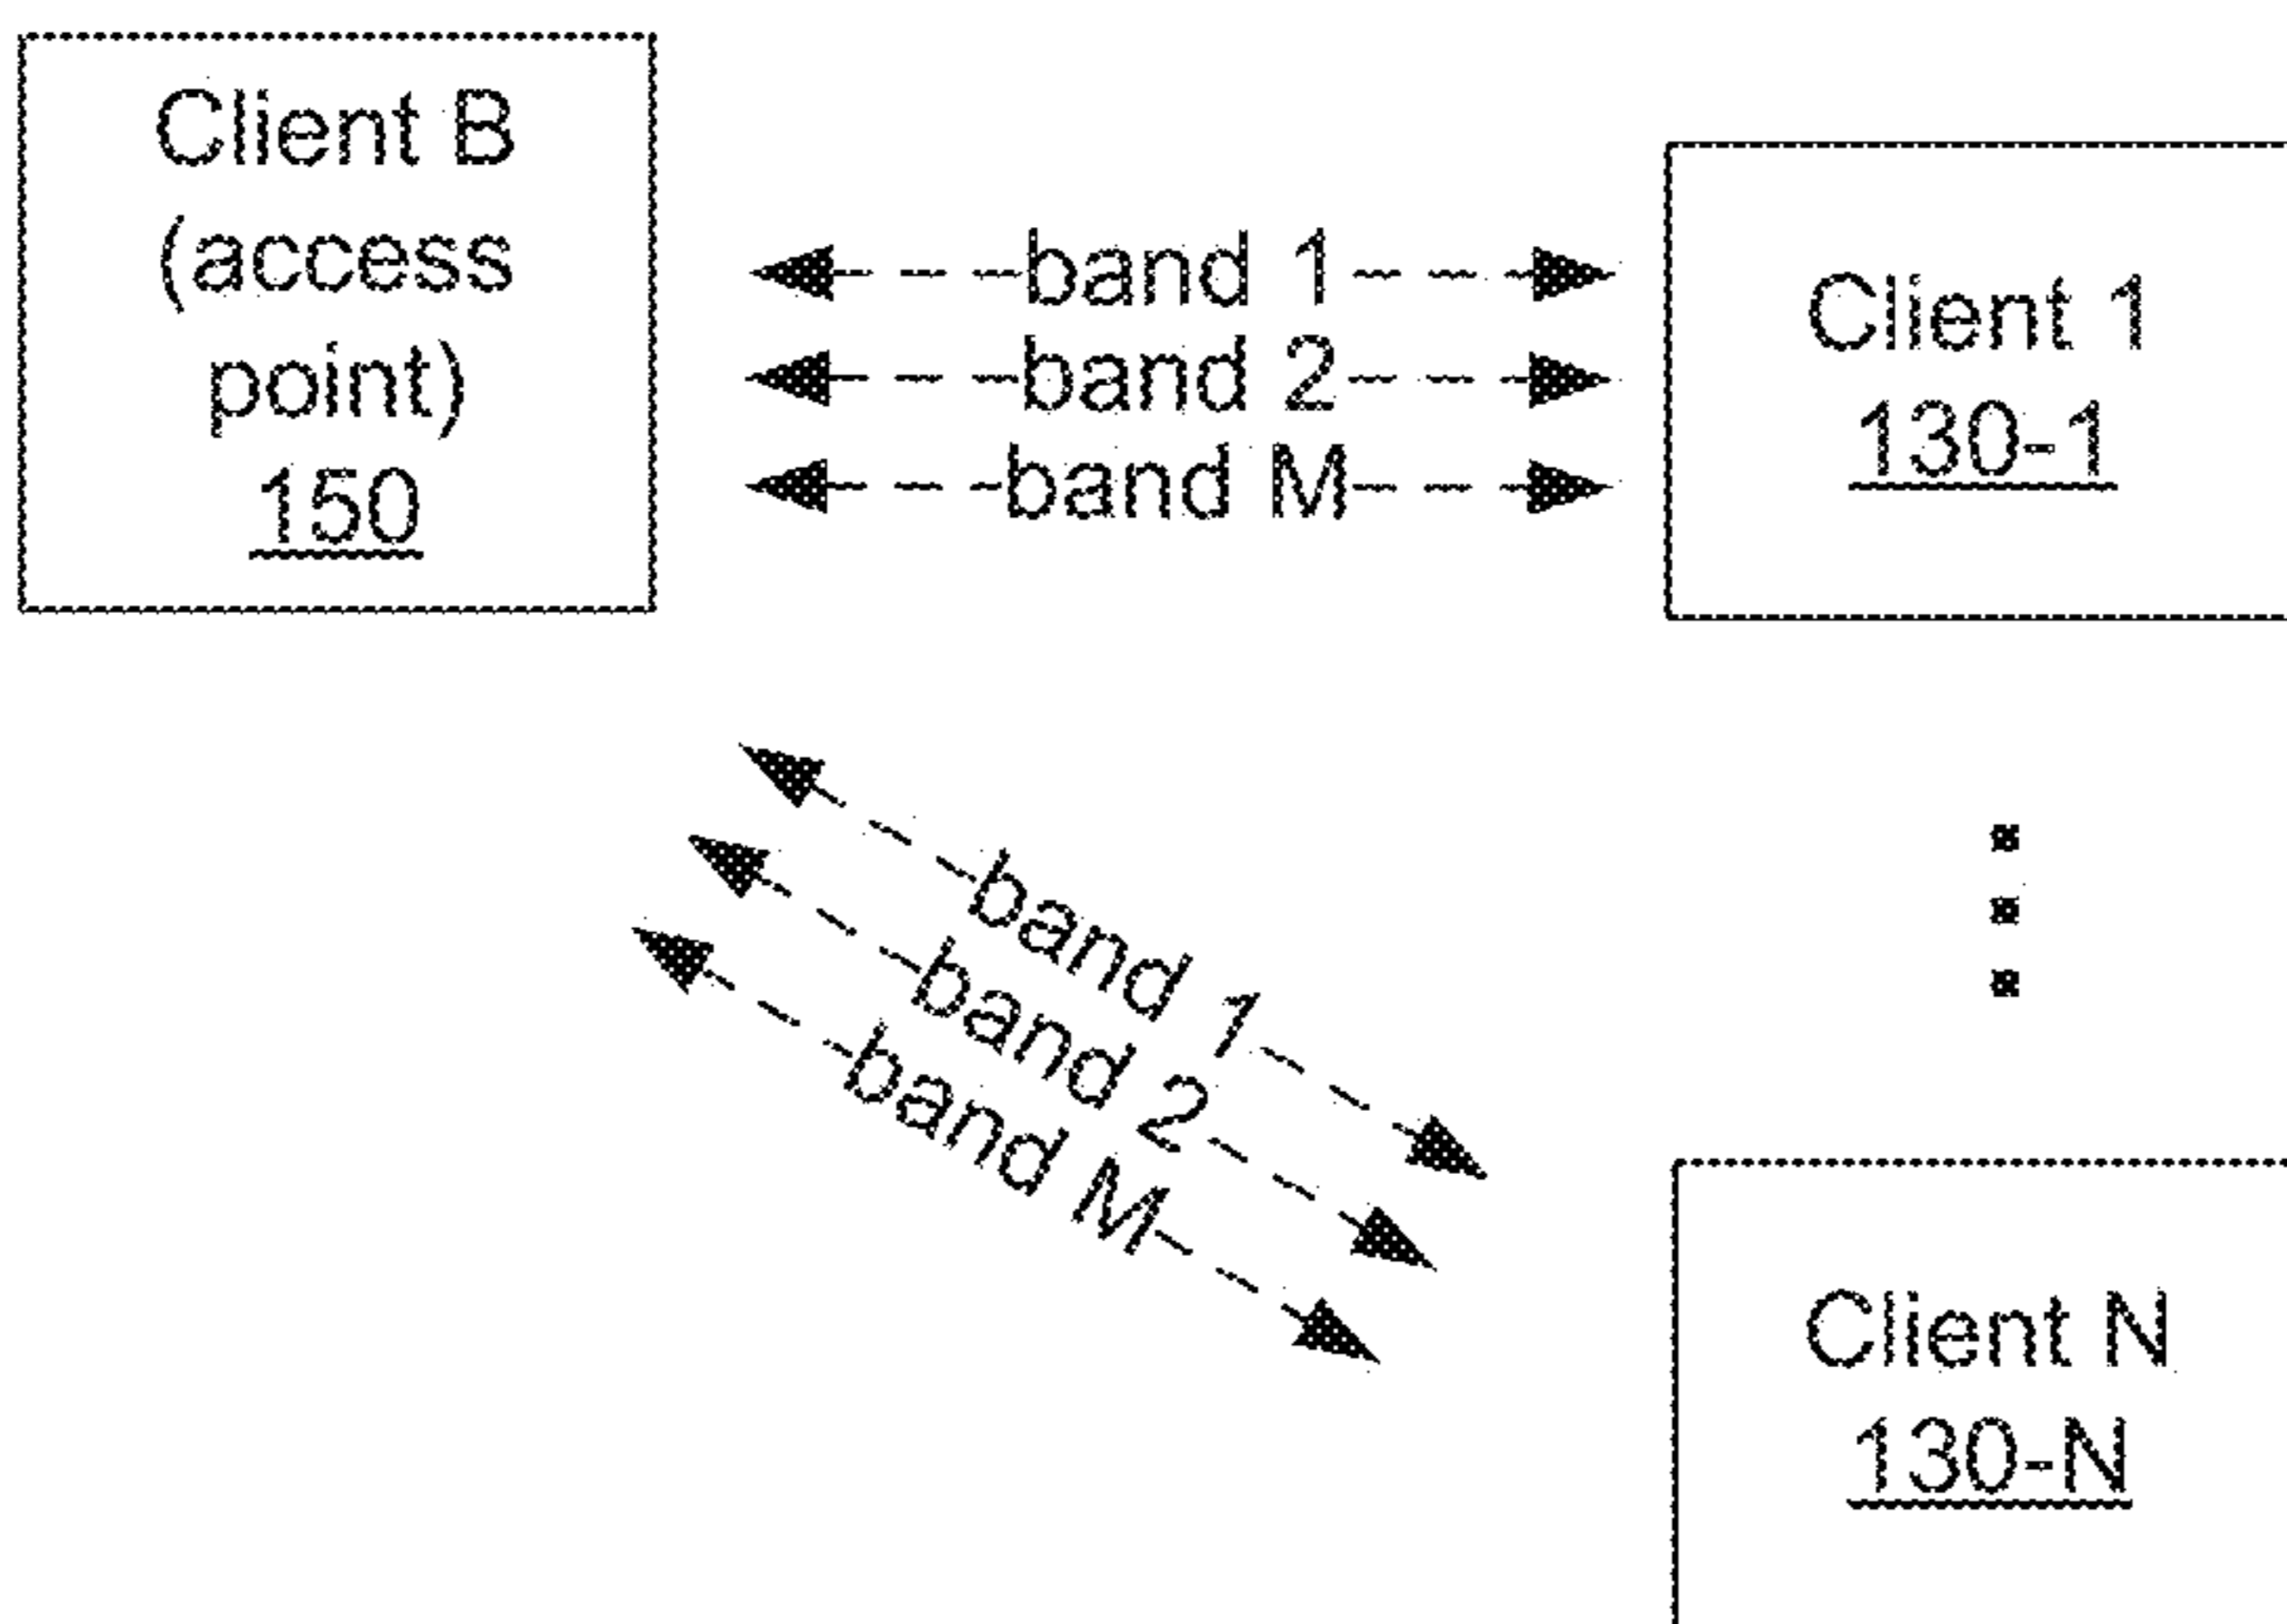 Client B
(access
point)
150
band 1
band 2
band M
Client 1
130-1
band 1
band 2
band M
Client N
130-N